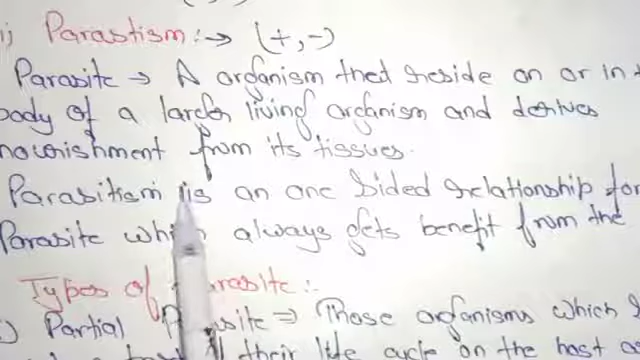 i) Parastism :→ (+, -)
Parasite → A organism that reside on or in t
body of a larger living organism and derives
nourishment from its tissues.
Parasitism is an one sided relationship for
Parasite which always gets benefit from the
Types of Parasite :-
Partial Parasite ⇒ Those organisms which S
their life cycle on the host a